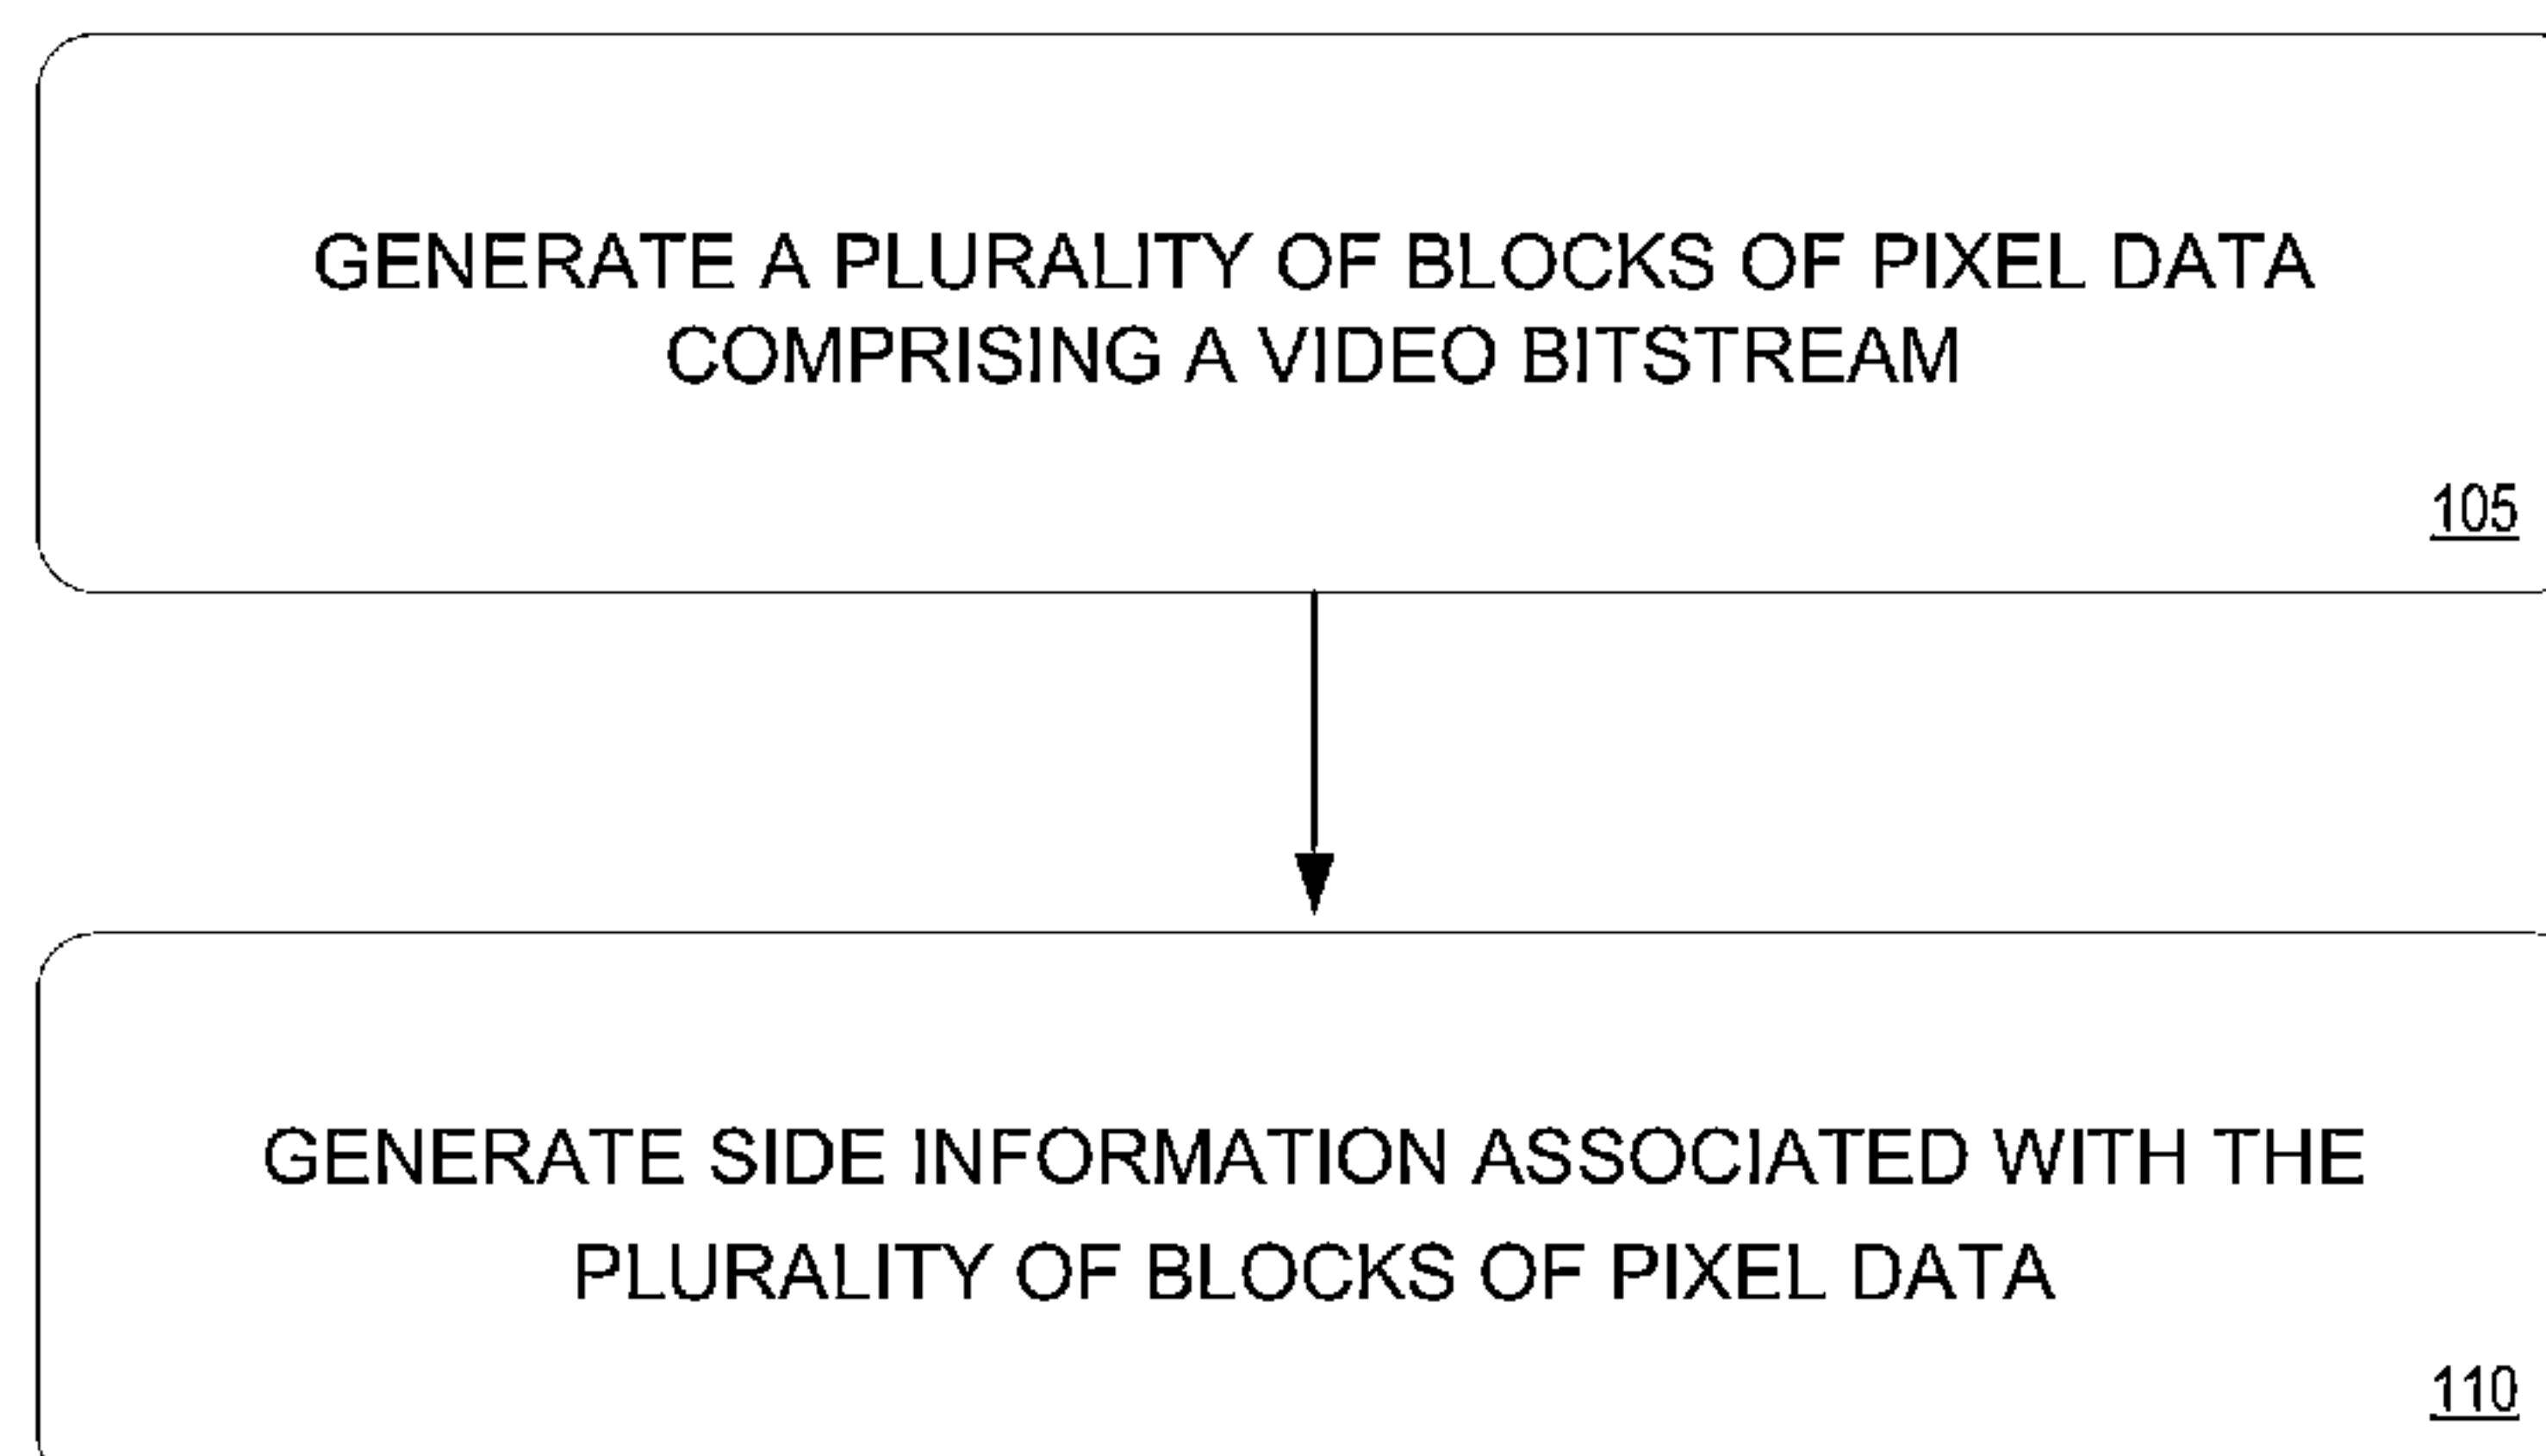 GENERATE A PLURALITY OF BLOCKS OF PIXEL DATA
COMPRISING A VIDEO BITSTREAM
105
GENERATE SIDE INFORMATION ASSOCIATED WITH THE
PLURALITY OF BLOCKS OF PIXEL DATA
110